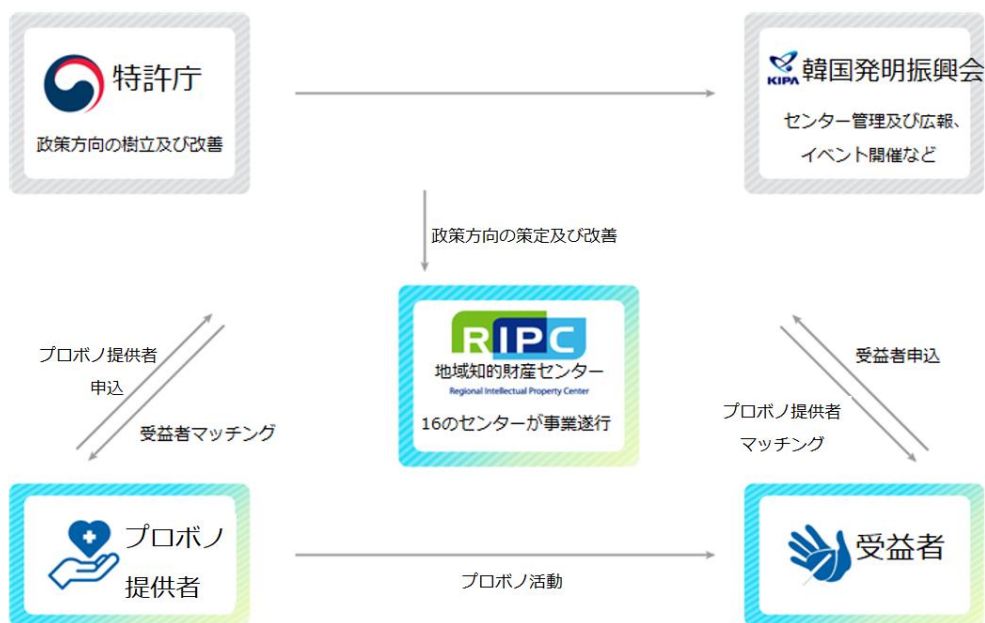 特許庁
政策方向の樹立及び改善
KIPA 韓国発明振興会
センター管理及び広報、
イベント開催など
政策方向の策定及び改善
RIPC
地域知的財産センター
Regional Intellectual Property Center
16のセンターが事業遂行
プロボノ提供者
申込
受益者マッチング
受益者申込
プロボノ提供者
マッチング
プロボノ
提供者
プロボノ活動
受益者